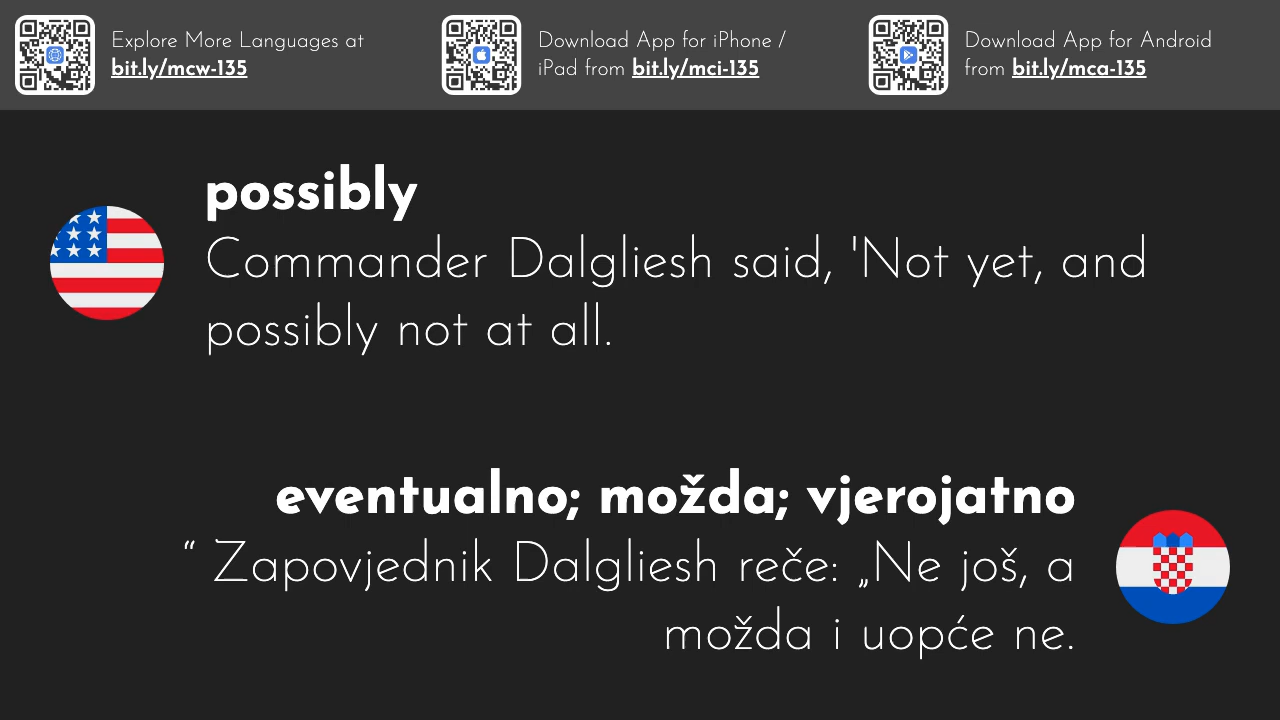 Explore More Languages at
bit.ly/mcw-135
Download App for iPhone /
iPad from bit.ly/mci-135
Download App for Android
from bit.ly/mca-135
possibly
Commander Dalgliesh said, 'Not yet, and
possibly not at all.
eventualno; možda; vjerojatno
“ Zapovjednik Dalgliesh reče: „Ne još, a
možda i uopće ne.